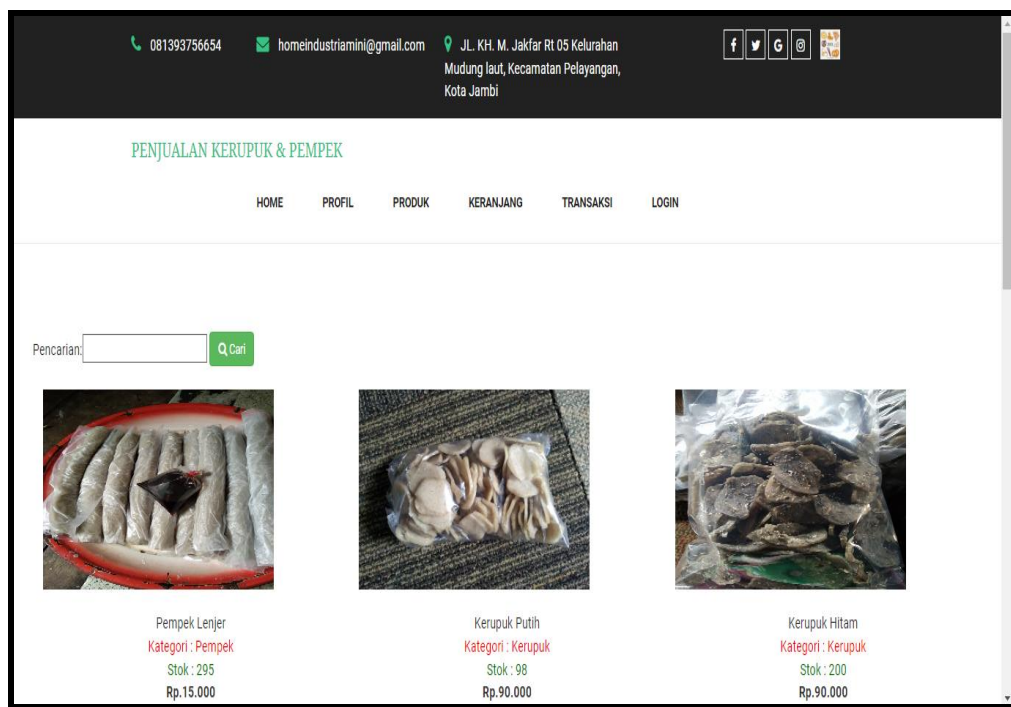 081393756654
homeindustriamini@gmail.com
JL. KH. M. Jakfar Rt 05 Kelurahan
Mudung laut, Kecamatan Pelayangan,
Kota Jambi
PENJUALAN KERUPUK & PEMPEK
HOME PROFIL PRODUK KERANJANG TRANSAKSI LOGIN
Pencarian: Cari
Pempek Lenjer
Kategori : Pempek
Stok : 295
Rp.15.000
Kerupuk Putih
Kategori : Kerupuk
Stok : 98
Rp.90.000
Kerupuk Hitam
Kategori : Kerupuk
Stok : 200
Rp.90.000